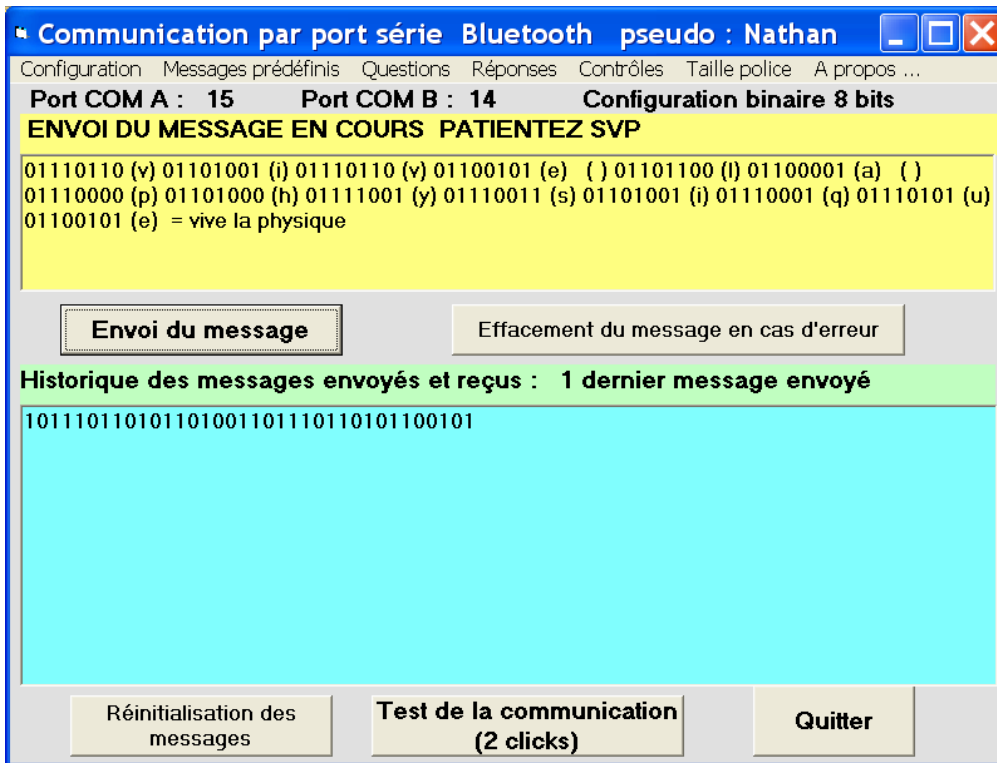 Communication par port série Bluetooth pseudo : Nathan
Configuration Messages prédéfinis Questions Réponses Contrôles Taille police A propos ...
Port COM A : 15 Port COM B : 14 Configuration binaire 8 bits
ENVOI DU MESSAGE EN COURS PATIENTEZ SVP
01110110 (v) 01101001 (i) 01110110 (v) 01100101 (e) ( ) 01101100 (l) 01100001 (a) ( )
01110000 (p) 01101000 (h) 01111001 (y) 01110011 (s) 01101001 (i) 01110001 (q) 01110101 (u)
01100101 (e) = vive la physique
Envoi du message Effacement du message en cas d'erreur
Historique des messages envoyés et reçus : 1 dernier message envoyé
101110110101101001101110110101100101
Réinitialisation des
messages
Test de la communication
(2 clicks)
Quitter